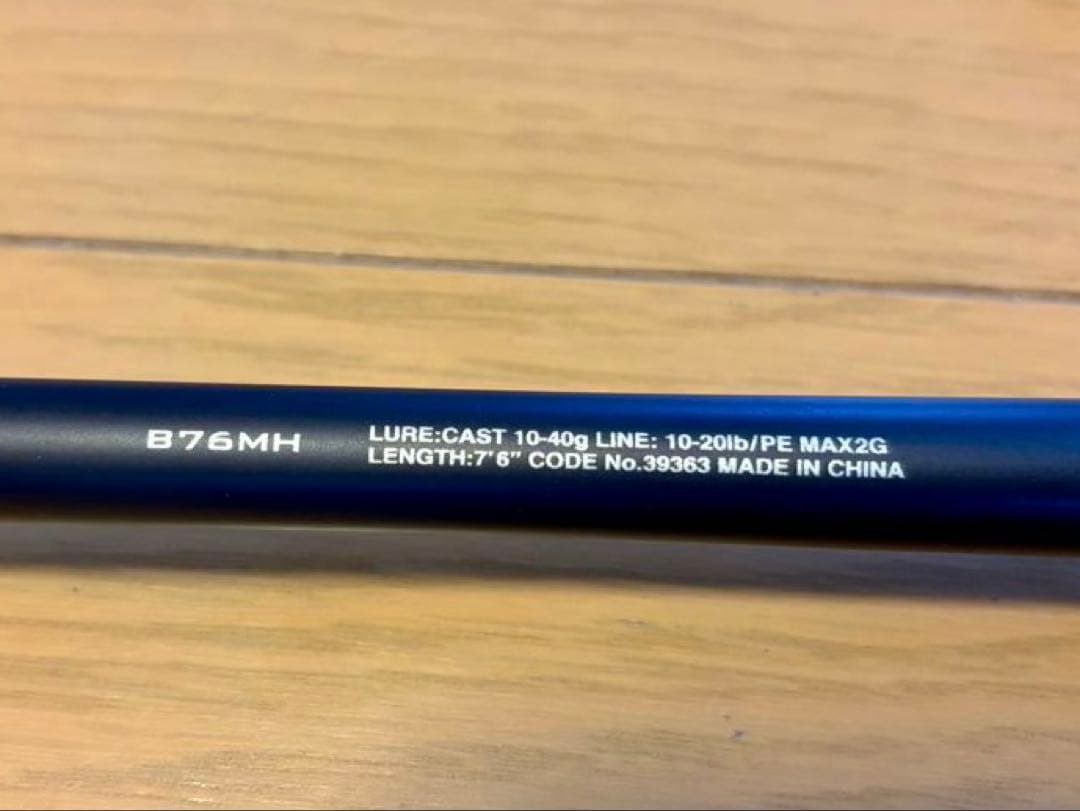 B76MH
LURE:CAST 10-40g LINE: 10-20lb/PE MAX2G
LENGTH:7'6" CODE No.39363 MADE IN CHINA